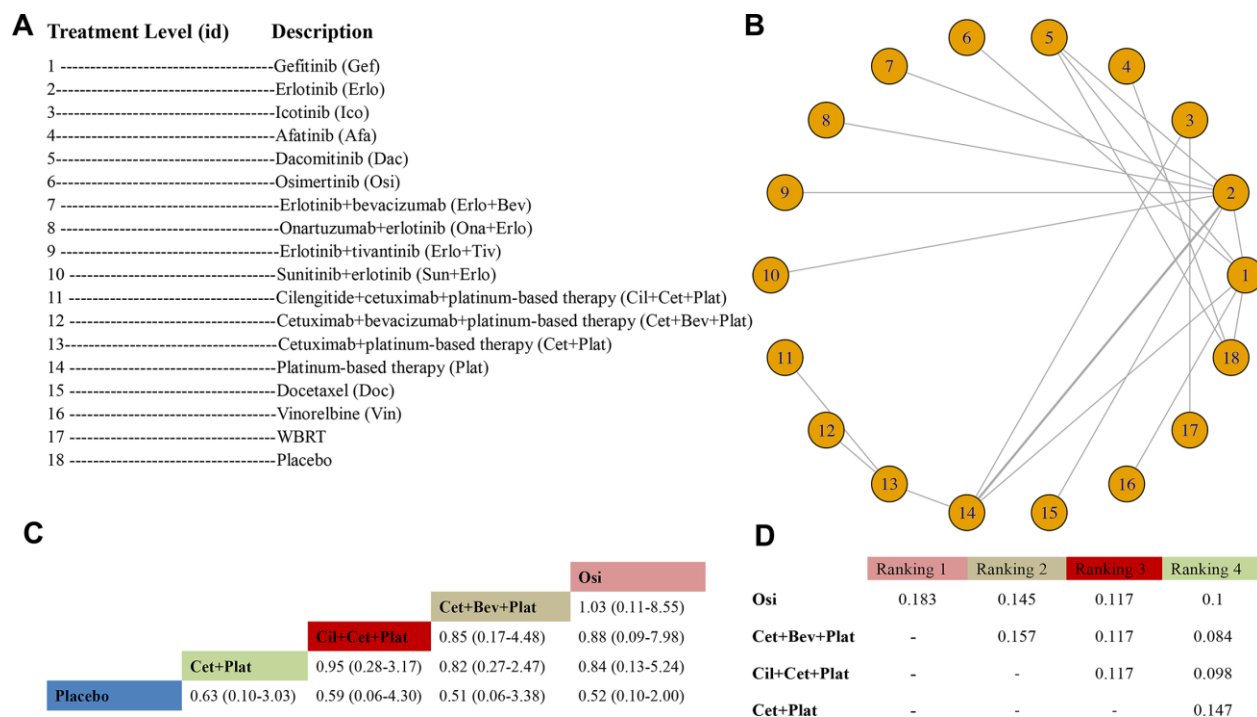 A
Treatment Level (id) Description
1 ------------------------------------Gefitinib (Gef)
2------------------------------------Erlotinib (Erlo)
3------------------------------------Icotinib (Ico)
4------------------------------------Afatinib (Afa)
5------------------------------------Dacomitinib (Dac)
6------------------------------------Osimertinib (Osi)
7------------------------------------Erlotinib+bevacizumab (Erlo+Bev)
8------------------------------------Onartuzumab+erlotinib (Ona+Erlo)
9------------------------------------Erlotinib+tivantinib (Erlo+Tiv)
10 -----------------------------------Sunitinib+erlotinib (Sun+Erlo)
11 -----------------------------------Cilengitide+cetuximab+platinum-based therapy (Cil+Cet+Plat)
12 -----------------------------------Cetuximab+bevacizumab+platinum-based therapy (Cet+Bev+Plat)
13 -----------------------------------Cetuximab+platinum-based therapy (Cet+Plat)
14 -----------------------------------Platinum-based therapy (Plat)
15 -----------------------------------Docetaxel (Doc)
16 -----------------------------------Vinorelbine (Vin)
17 -----------------------------------WBRT
18 -----------------------------------Placebo
B
6 5
7 4
8 3
9 2
10 1
11 18
12 17
13 16
14 15
C
Osi
Cet+Bev+Plat 1.03 (0.11-8.55)
Cil+Cet+Plat 0.85 (0.17-4.48) 0.88 (0.09-7.98)
Cet+Plat 0.95 (0.28-3.17) 0.82 (0.27-2.47) 0.84 (0.13-5.24)
Placebo 0.63 (0.10-3.03) 0.59 (0.06-4.30) 0.51 (0.06-3.38) 0.52 (0.10-2.00)
D
Ranking 1 Ranking 2 Ranking 3 Ranking 4
Osi 0.183 0.145 0.117 0.1
Cet+Bev+Plat - 0.157 0.117 0.084
Cil+Cet+Plat - - 0.117 0.098
Cet+Plat - - - 0.147